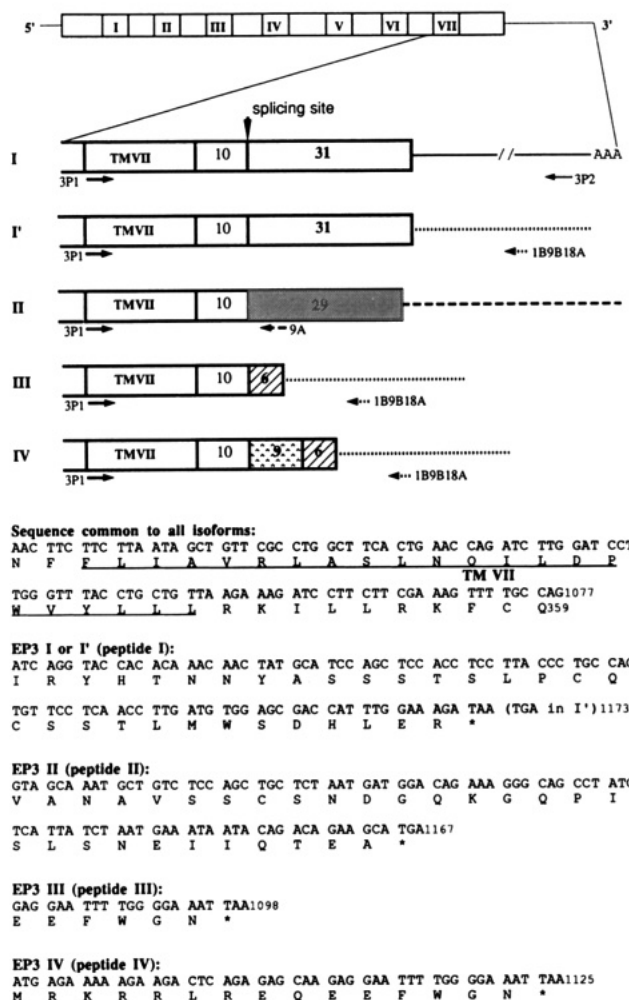 5' I II III IV V VI VII 3'
splicing site
I TMVII 10 31 // AAA
3P1 3P2
I' TMVII 10 31
3P1 1B9B18A
II TMVII 10 29
3P1 9A
III TMVII 10 6
3P1 1B9B18A
IV TMVII 10 9 6
3P1 1B9B18A
Sequence common to all isoforms:
AAC TTC TTC TTA ATA GCT GTT CGC CTG GCT TCA CTG AAC CAG ATC TTG GAT CCT
N F F L I A V R L A S L N Q I L D P
TM VII
TGG GTT TAC CTG CTG TTA AGA AAG ATC CTT CTT CGA AAG TTT TGC CAG1077
W V Y L L L R K I L L R K F C Q359
EP3 I or I' (peptide I):
ATC AGG TAC CAC ACA AAC AAC TAT GCA TCC AGC TCC ACC TCC TTA CCC TGC CAG
I R Y H T N N Y A S S S T S L P C Q
TGT TCC TCA ACC TTG ATG TGG AGC GAC CAT TTG GAA AGA TAA (TGA in I')1173
C S S T L M W S D H L E R *
EP3 II (peptide II):
GTA GCA AAT GCT GTC TCC AGC TGC TCT AAT GAT GGA CAG AAA GGG CAG CCT ATC
V A N A V S S C S N D G Q K G Q P I
TCA TTA TCT AAT GAA ATA ATA CAG ACA GAA GCA TGA1167
S L S N E I I Q T E A *
EP3 III (peptide III):
GAG GAA TTT TGG GGA AAT TAA1098
E E F W G N *
EP3 IV (peptide IV):
ATG AGA AAA AGA AGA CTC AGA GAG CAA GAG GAA TTT TGG GGA AAT TAA1125
M R K R R L R E Q E E F W G N *